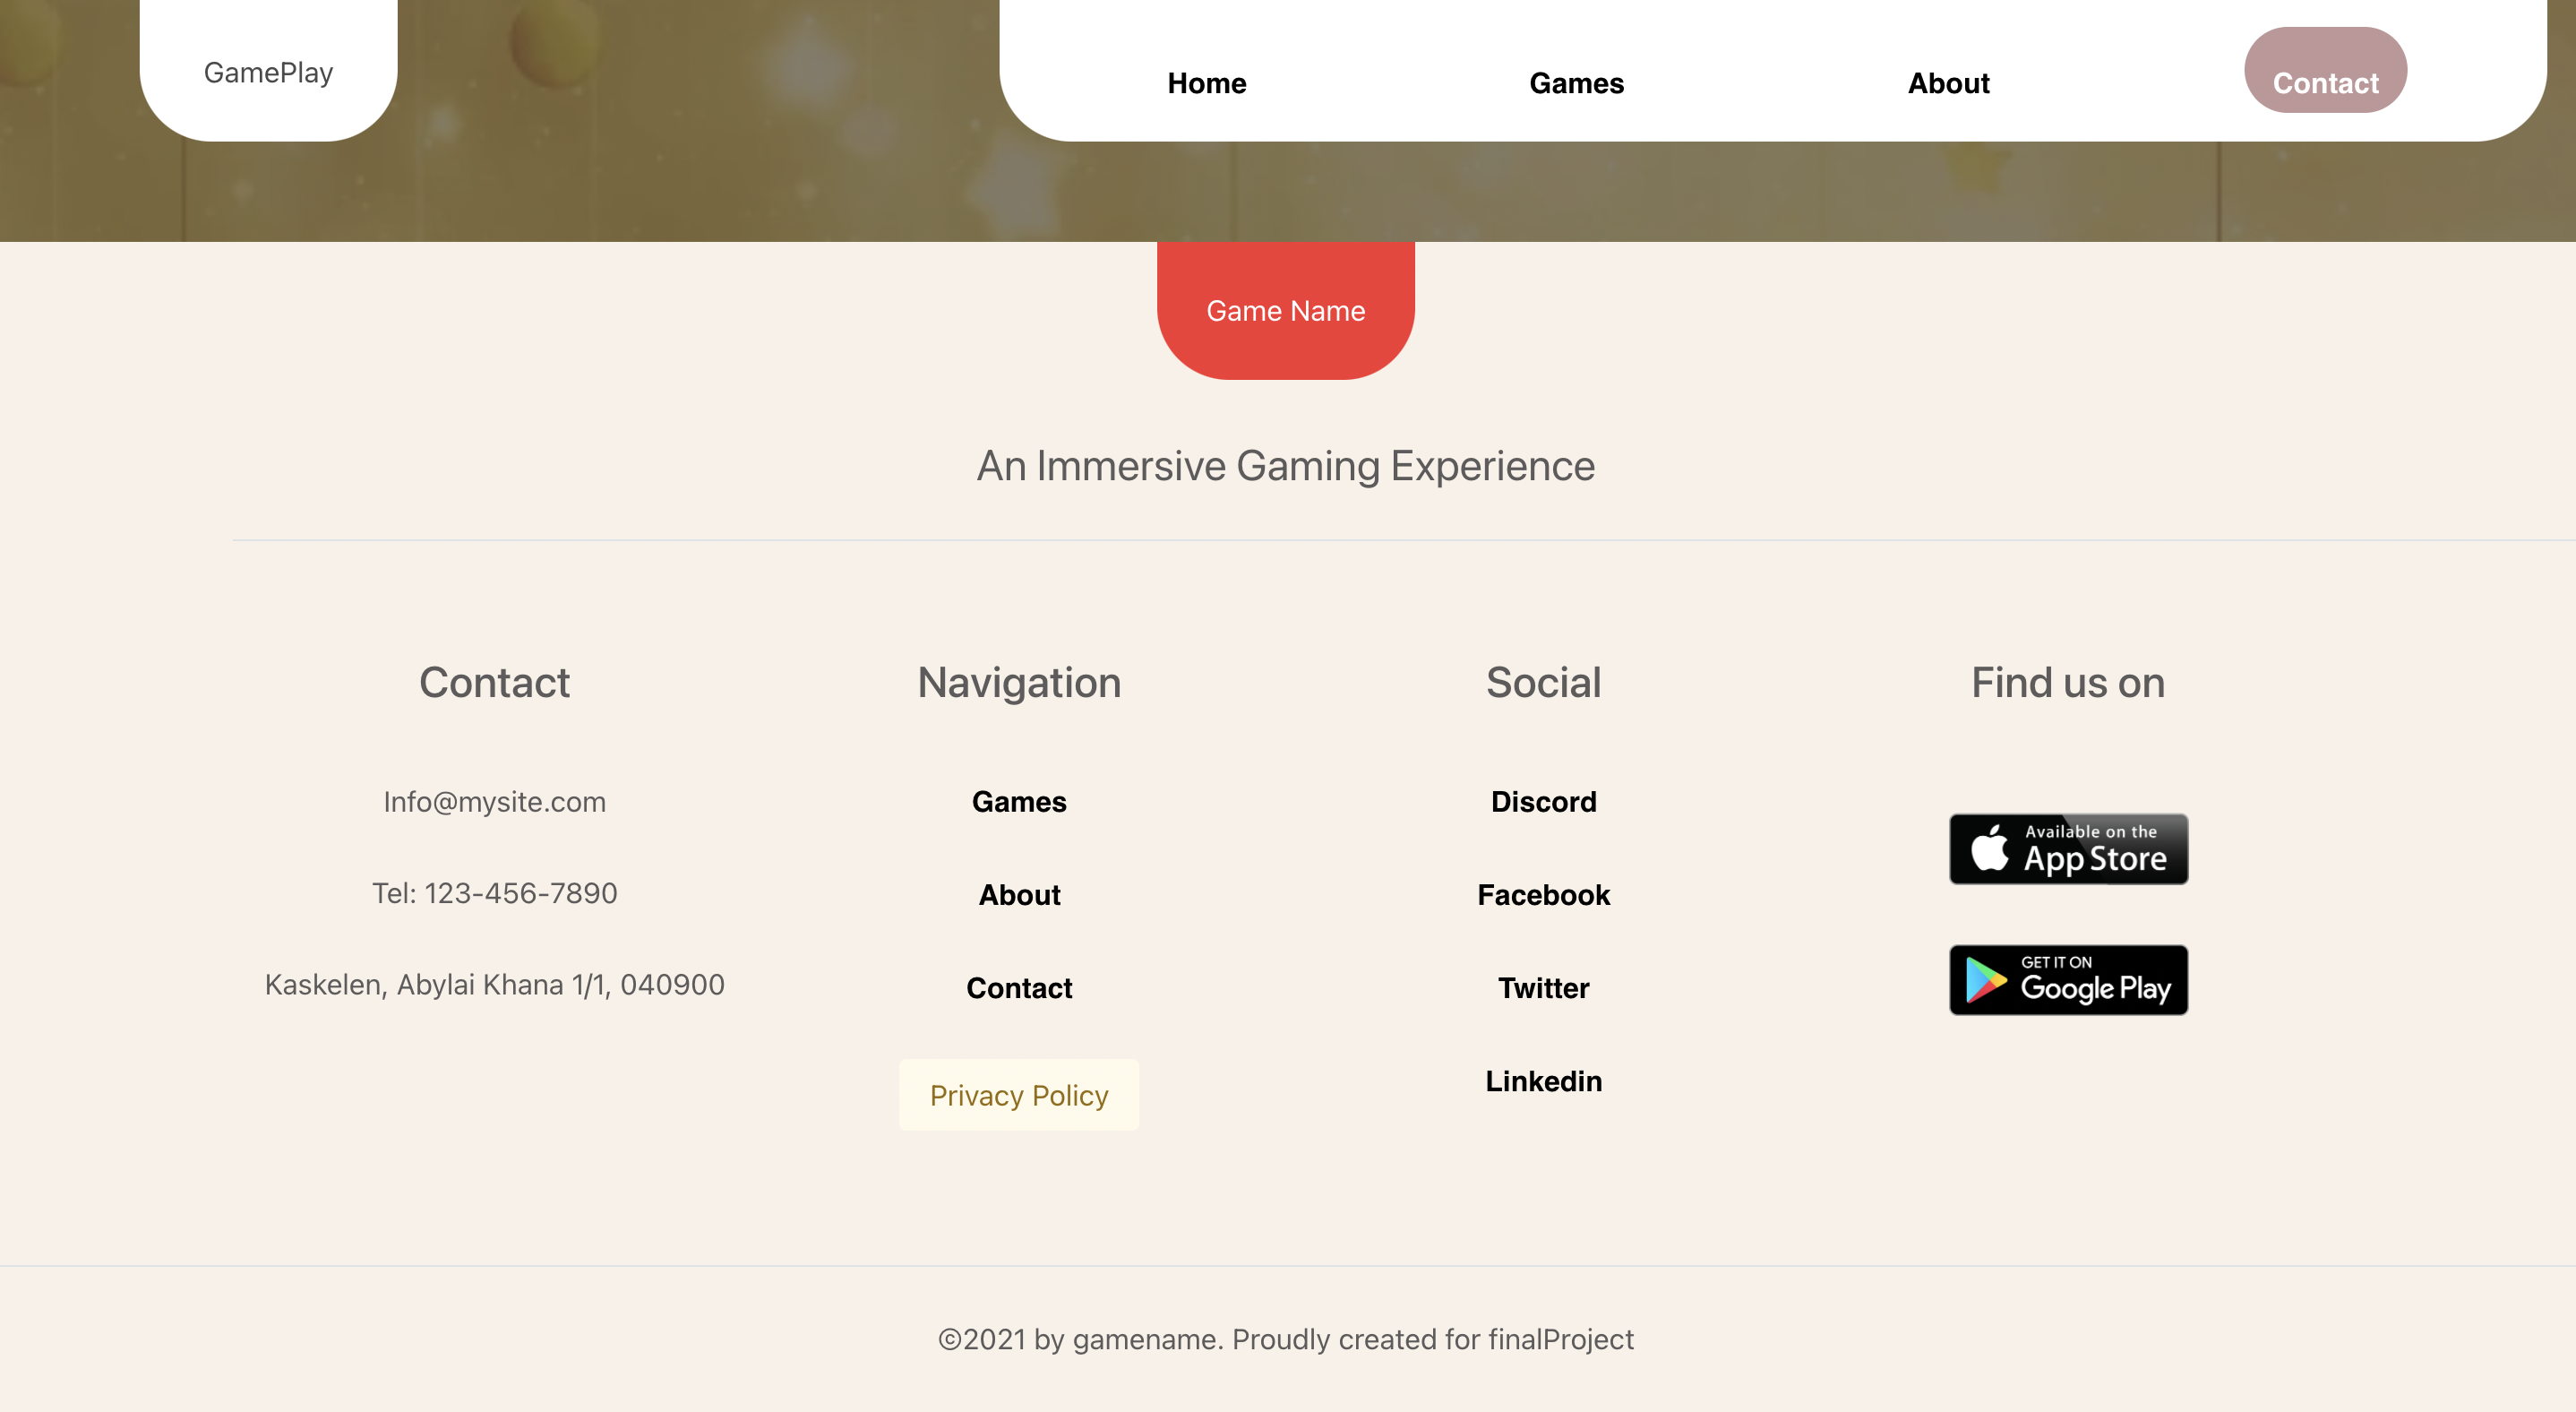 GamePlay
Home Games About Contact
Game Name
An Immersive Gaming Experience
Contact
Info@mysite.com
Tel: 123-456-7890
Kaskelen, Abylai Khana 1/1, 040900
Navigation
Games
About
Contact
Privacy Policy
Social
Discord
Facebook
Twitter
Linkedin
Find us on
Available on the
App Store
GET IT ON
Google Play
©2021 by gamename. Proudly created for finalProject